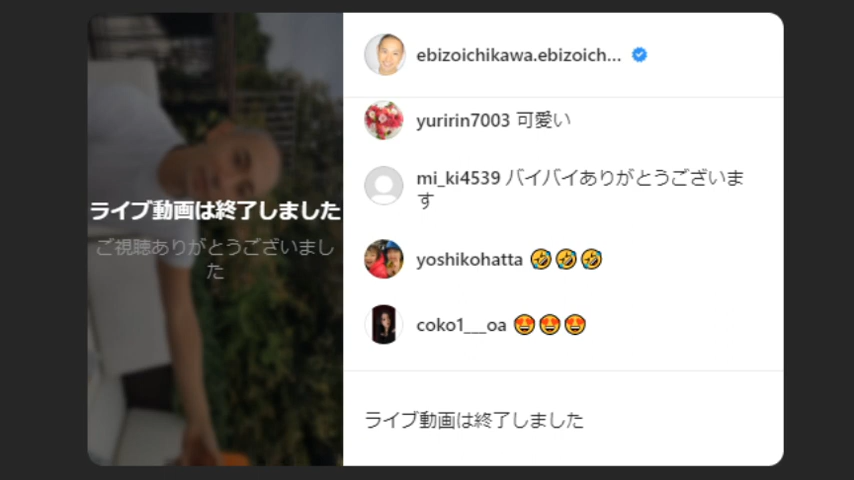 ライブ動画は終了しました
ご視聴ありがとうございまし
た
ebizoichikawa.ebizoich...
yuririn7003 可愛い
mi_ki4539 バイバイありがとうございま
す
yoshikohatta 🤣🤣🤣
coko1___oa 😍😍😍
ライブ動画は終了しました